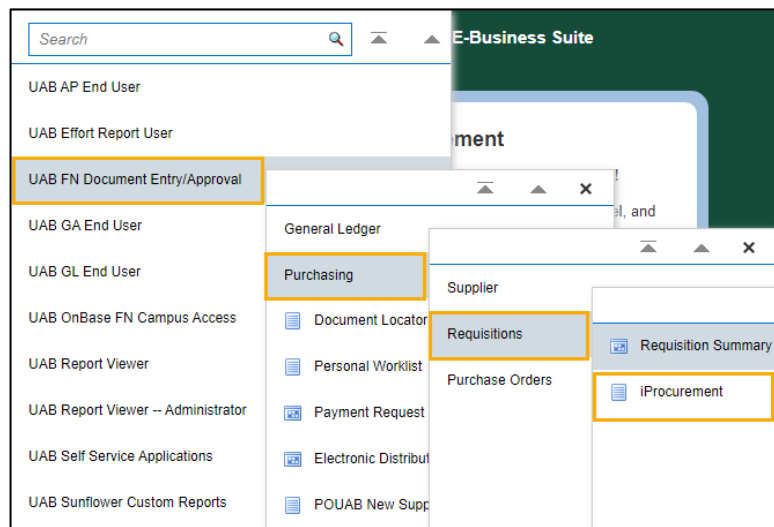 Search
E-Business Suite
UAB AP End User
UAB Effort Report User
ment
UAB FN Document Entry/Approval
!
el, and
UAB GA End User
UAB GL End User
UAB OnBase FN Campus Access
UAB Report Viewer
UAB Report Viewer -- Administrator
UAB Self Service Applications
UAB Sunflower Custom Reports
General Ledger
Purchasing
Document Locator
Personal Worklist
Payment Request
Electronic Distribut
POUAB New Supp
Supplier
Requisitions
Purchase Orders
Requisition Summary
iProcurement